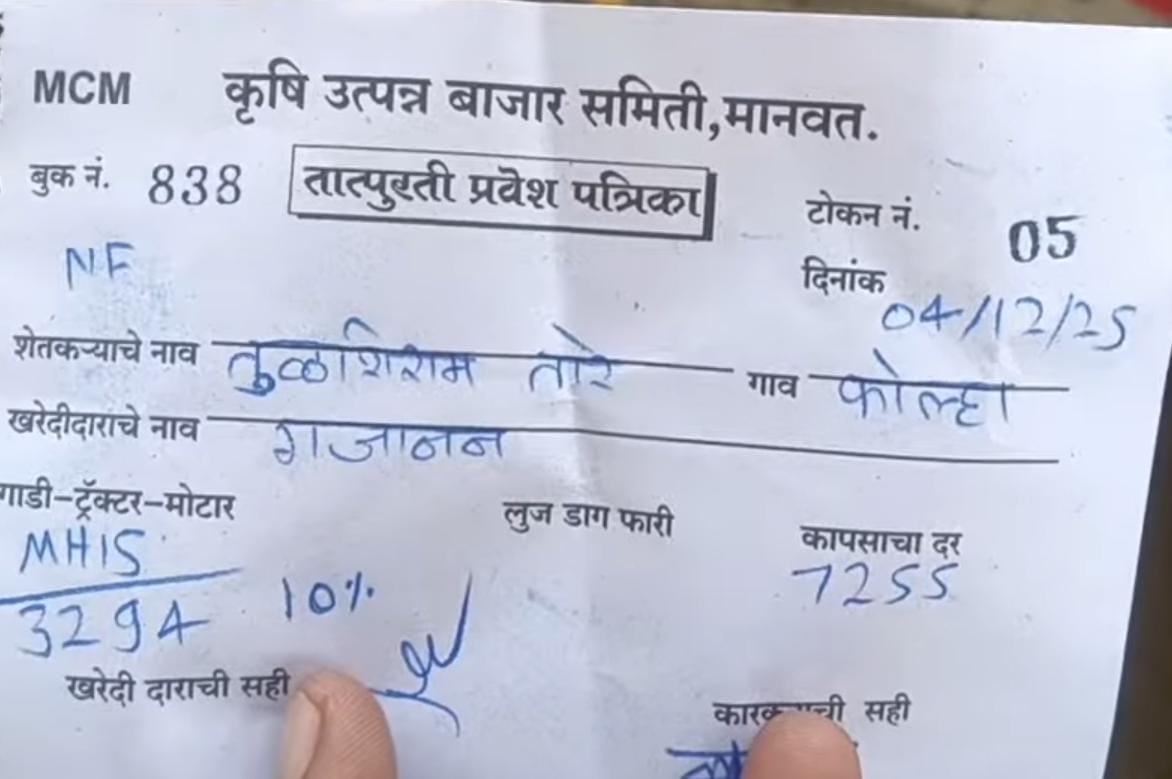 MCM कृषि उत्पन्न बाजार समिती, मानवत.
बुक नं. 838 तात्पुरती प्रवेश पत्रिका टोकन नं. 05
NF दिनांक 04/12/25
शेतकऱ्याचे नाव तुळशिराम तारे गाव कोल्हा
खरेदीदाराचे नाव गजानन
गाडी-ट्रॅक्टर-मोटार लुज डाग फारी कापसाचा दर
MH15 7255
3294 10%
खरेदी दाराची सही सही